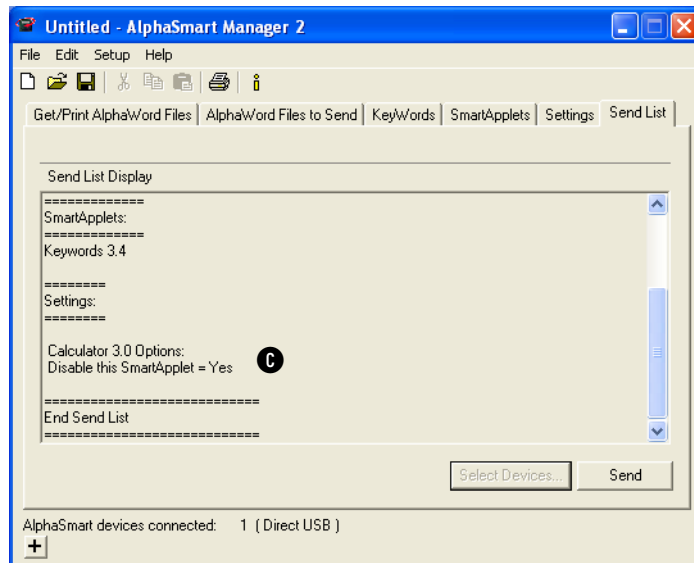 Untitled - AlphaSmart Manager 2
File Edit Setup Help
Get/Print AlphaWord Files AlphaWord Files to Send KeyWords SmartApplets Settings Send List
Send List Display
=============
SmartApplets:
=============
Keywords 3.4
========
Settings:
========
Calculator 3.0 Options:
Disable this SmartApplet = Yes
C
============================
End Send List
============================
Select Devices... Send
AlphaSmart devices connected: 1 ( Direct USB )
+